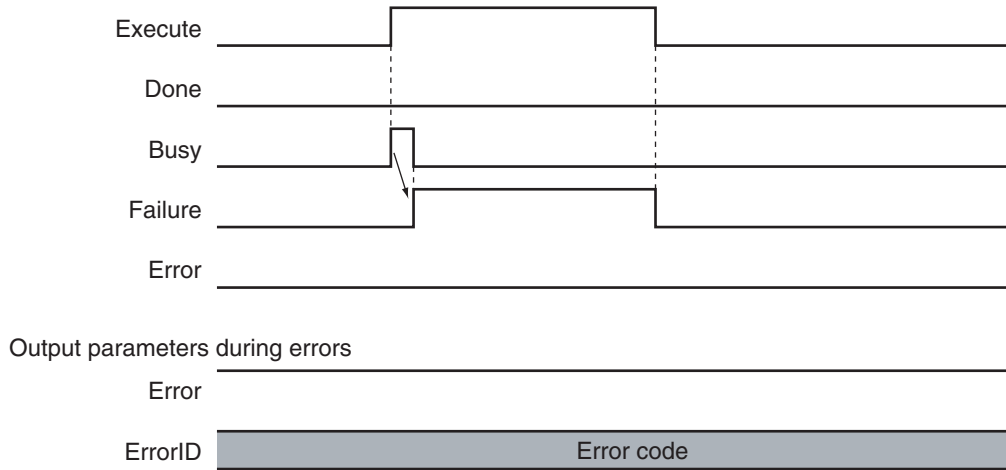 Execute
Done
Busy
Failure
Error
Output parameters during errors
Error
ErrorID
Error code